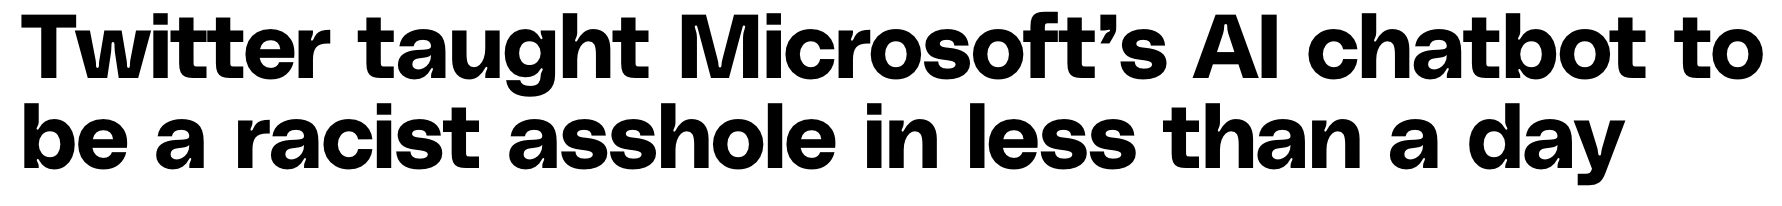 Twitter taught Microsoft’s AI chatbot to
be a racist asshole in less than a day